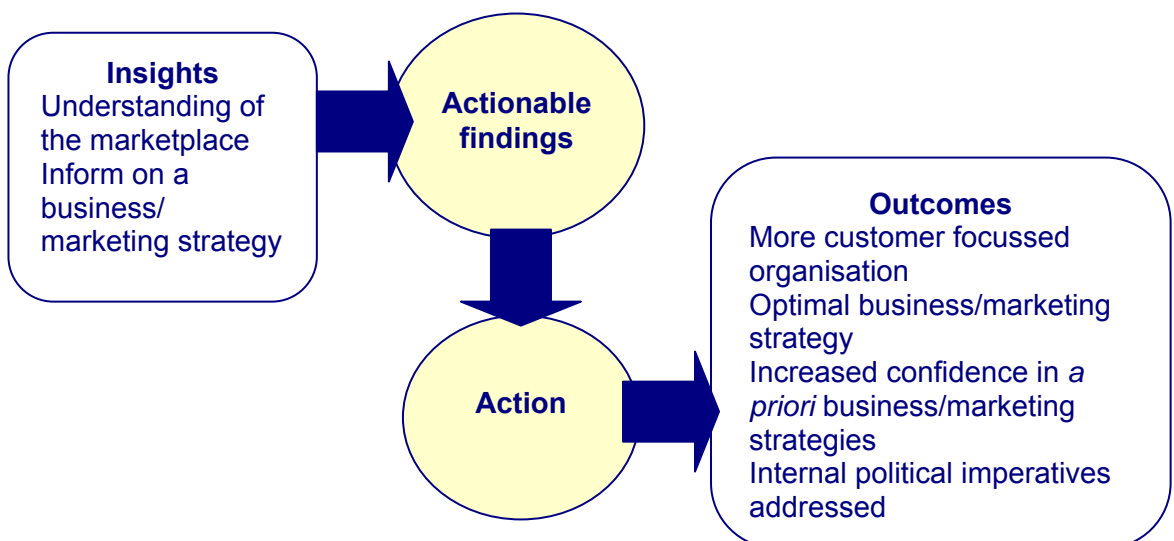 Insights
Understanding of
the marketplace
Inform on a
business/
marketing strategy
Actionable
findings
Action
Outcomes
More customer focussed
organisation
Optimal business/marketing
strategy
Increased confidence in a
priori business/marketing
strategies
Internal political imperatives
addressed